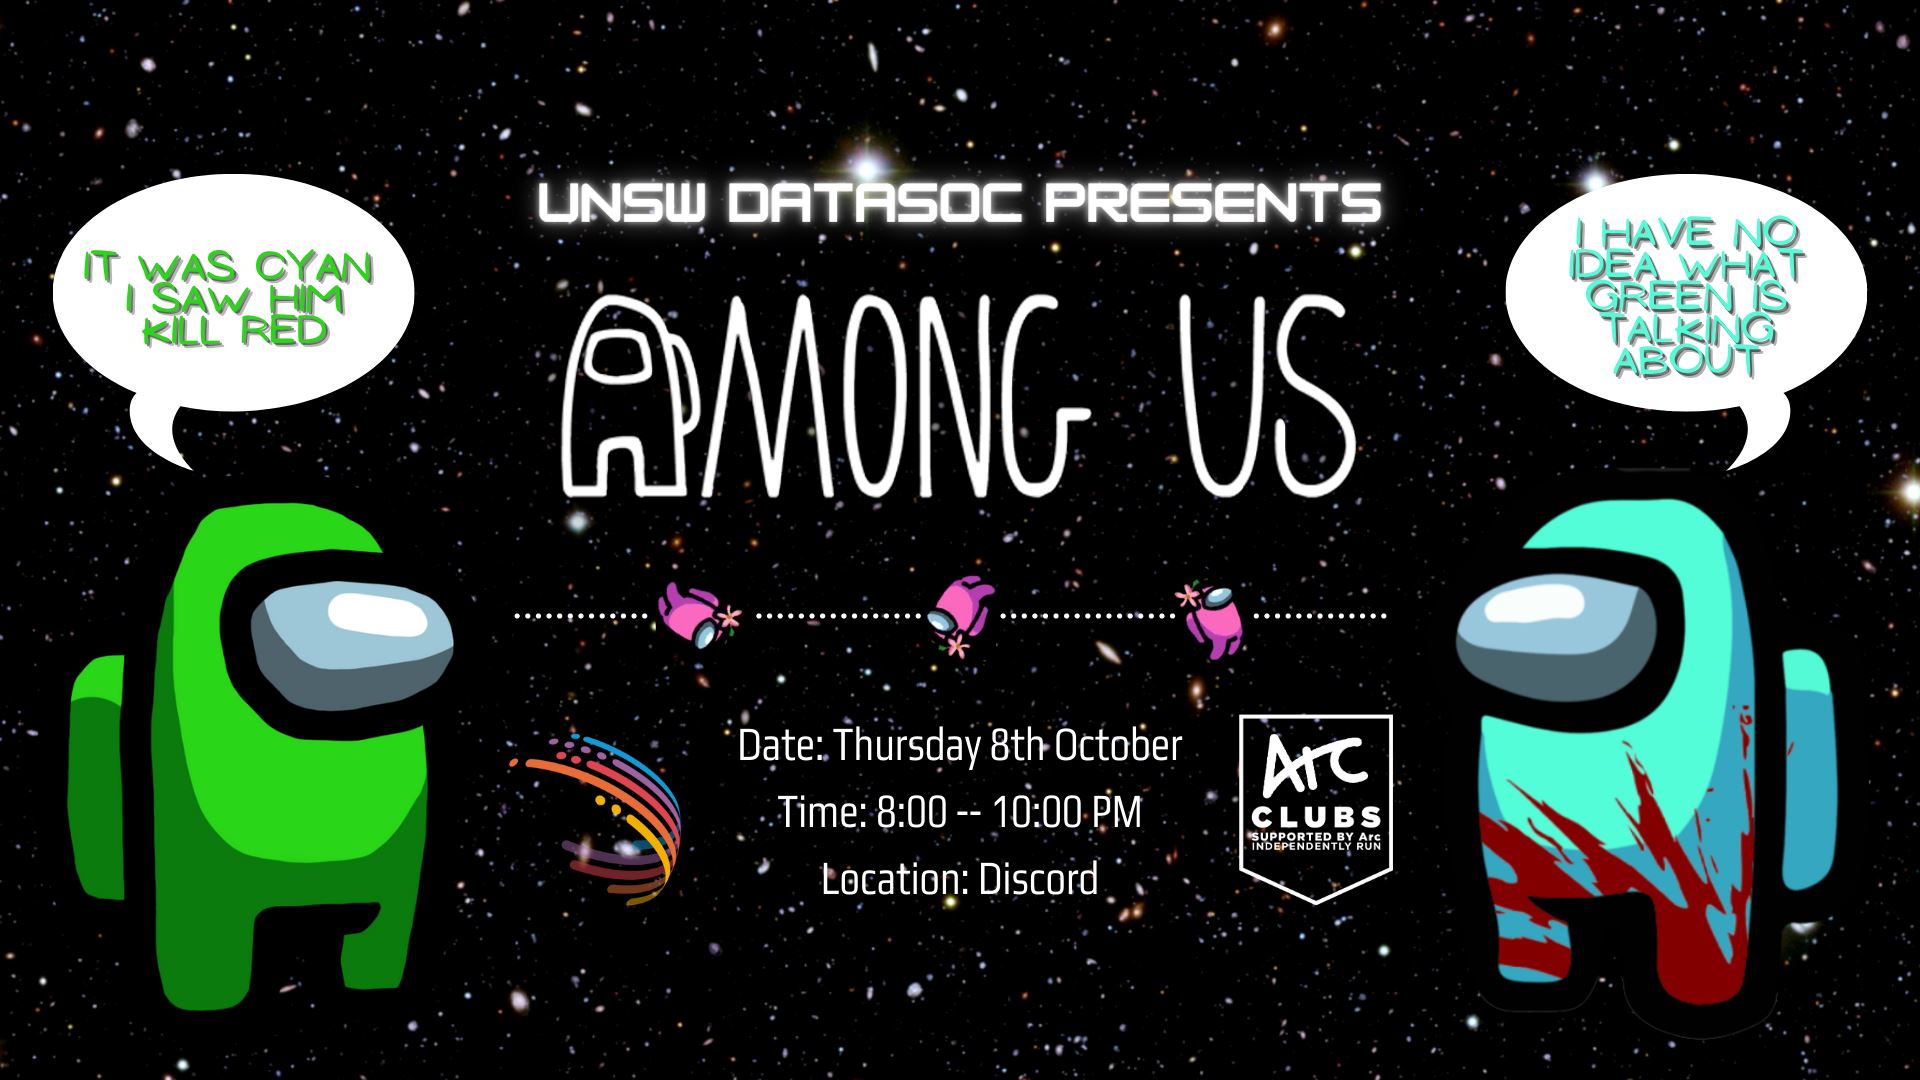 UNSW DATASOC PRESENTS
AMONG US
IT WAS CYAN
I SAW HIM
KILL RED
I HAVE NO
IDEA WHAT
GREEN IS
TALKING
ABOUT
Date: Thursday 8th October
Time: 8:00 -- 10:00 PM
Location: Discord
Arc
CLUBS
SUPPORTED BY Arc
INDEPENDENTLY RUN